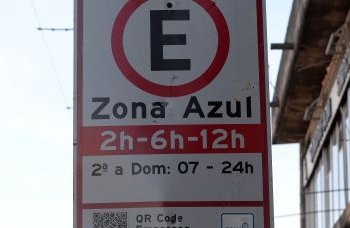 E
Zona Azul
2h-6h-12h
2ª a Dom: 07 - 24h
QR Code